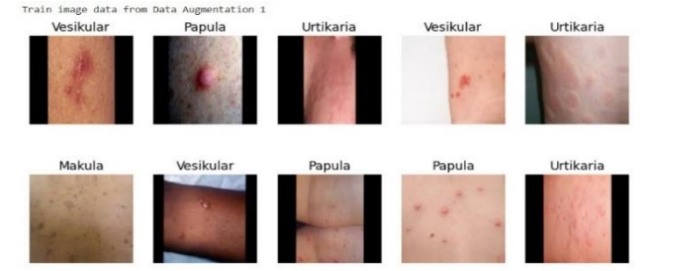 Train image data from Data Augmentation 1
Vesikular Papula Urtikaria Vesikular Urtikaria
Makula Vesikular Papula Papula Urtikaria